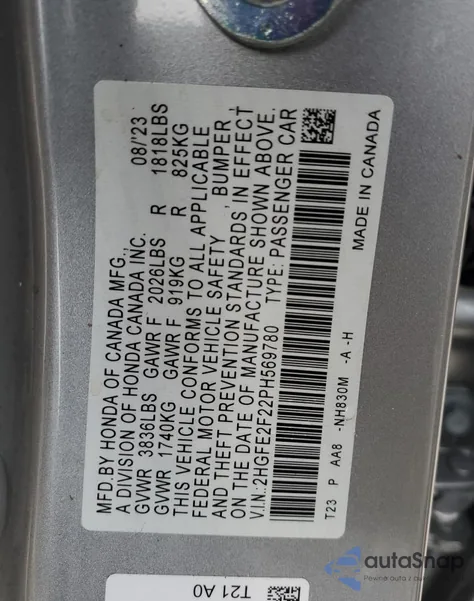 MFD.BY HONDA OF CANADA MFG., 08/'23
A DIVISION OF HONDA CANADA INC.
GVWR 3836LBS GAWR F 2026LBS R 1818LBS
GVWR 1740KG GAWR F 919KG R 825KG
THIS VEHICLE CONFORMS TO ALL APPLICABLE
FEDERAL MOTOR VEHICLE SAFETY , BUMPER ,
AND THEFT PREVENTION STANDARDS IN EFFECT
ON THE DATE OF MANUFACTURE SHOWN ABOVE.
V.I.N.: 2HGFE2F22PH569780 TYPE: PASSENGER CAR
T23 P AA8 -NH830M -A -H
MADE IN CANADA
T21 A0
autaSnap